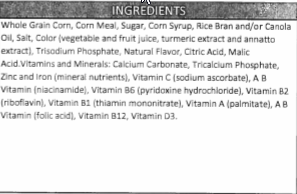 INGREDIENTS
Whole Grain Corn, Corn Meal, Sugar, Corn Syrup, Rice Bran and/or Canola
Oil, Salt, Color (vegetable and fruit juice, turmeric extract and annatto
extract), Trisodium Phosphate, Natural Flavor, Citric Acid, Malic
Acid.Vitamins and Minerals: Calcium Carbonate, Tricalcium Phosphate,
Zinc and Iron (mineral nutrients), Vitamin C (sodium ascorbate), A B
Vitamin (niacinamide), Vitamin B6 (pyridoxine hydrochloride), Vitamin B2
(riboflavin), Vitamin B1 (thiamin mononitrate), Vitamin A (palmitate), A B
Vitamin (folic acid), Vitamin B12, Vitamin D3.